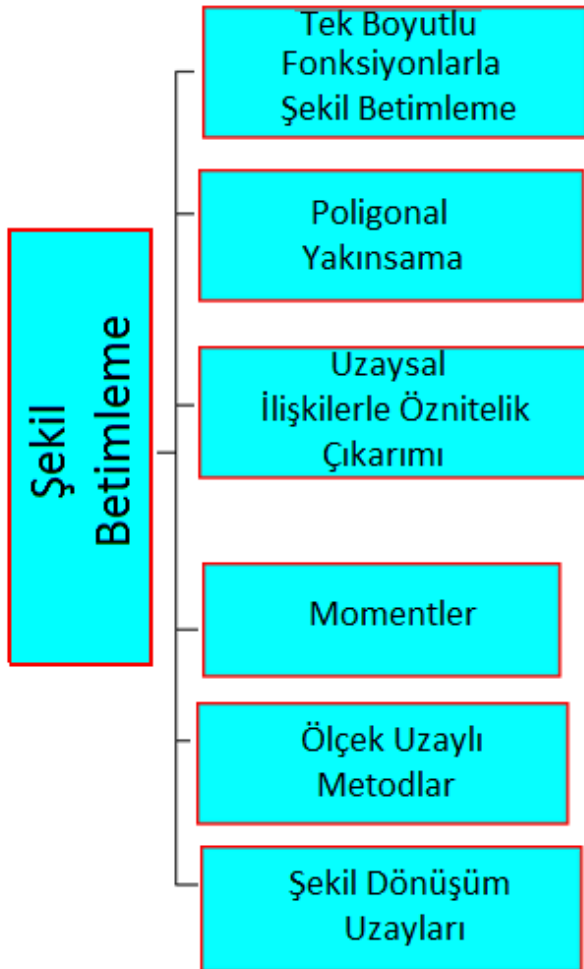 Şekil
Betimleme
Tek Boyutlu
Fonksiyonlarla
Şekil Betimleme
Poligonal
Yakınsama
Uzaysal
İlişkilerle Öznitelik
Çıkarımı
Momentler
Ölçek Uzaylı
Metodlar
Şekil Dönüşüm
Uzayları